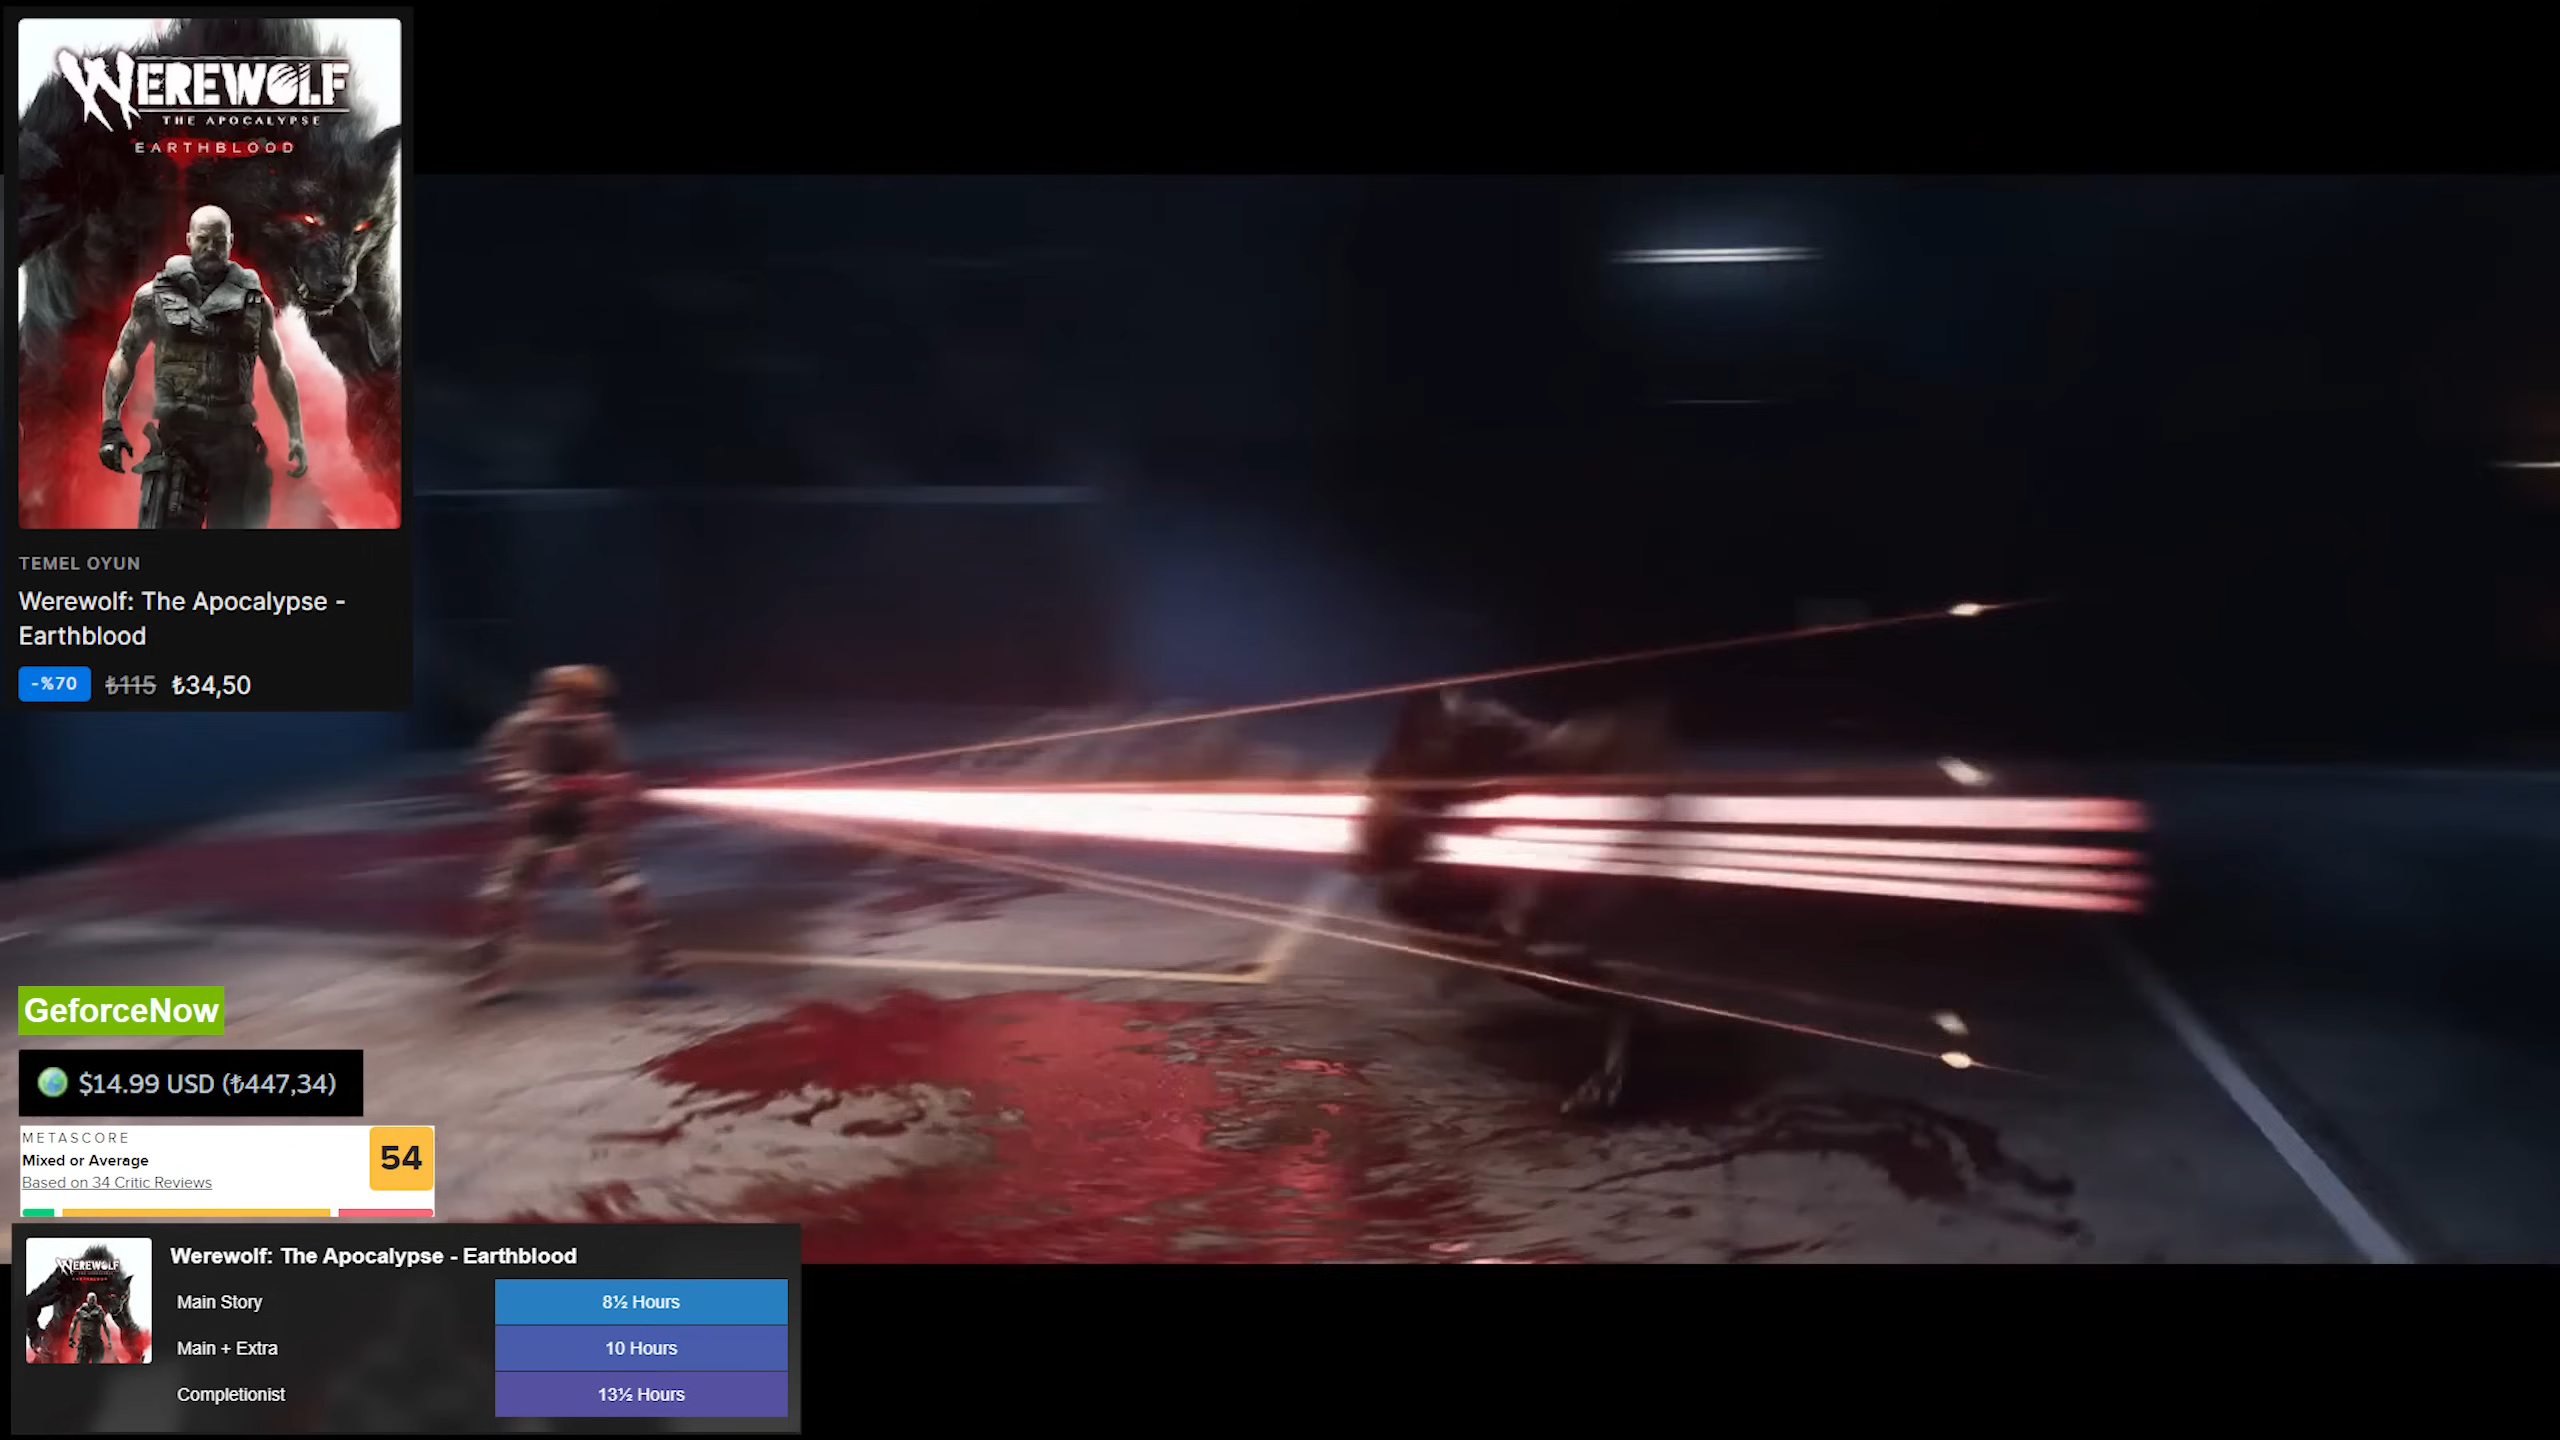 WEREWOLF
THE APOCALYPSE
EARTHBLOOD
TEMEL OYUN
Werewolf: The Apocalypse -
Earthblood
-%70 ₺115 ₺34,50
GeforceNow
$14.99 USD (₺447,34)
METASCORE
Mixed or Average
54
Based on 34 Critic Reviews
WEREWOLF
Werewolf: The Apocalypse - Earthblood
Main Story 8½ Hours
Main + Extra 10 Hours
Completionist 13½ Hours